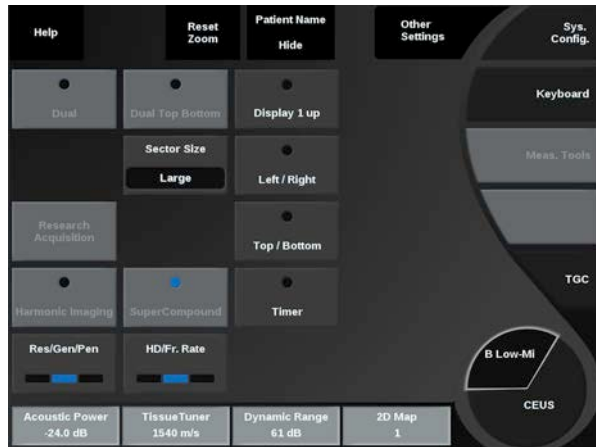 Help
Reset
Zoom
Patient Name
Hide
Other
Settings
Sys.
Config.
Keyboard
Dual
Dual Top Bottom
Display 1 up
Meas. Tools
Sector Size
Large
Left / Right
Research
Acquisition
Top / Bottom
TGC
Harmonic Imaging
SuperCompound
Timer
Res/Gen/Pen
HD/Fr. Rate
B Low-Mi
CEUS
Acoustic Power
-24.0 dB
TissueTuner
1540 m/s
Dynamic Range
61 dB
2D Map
1